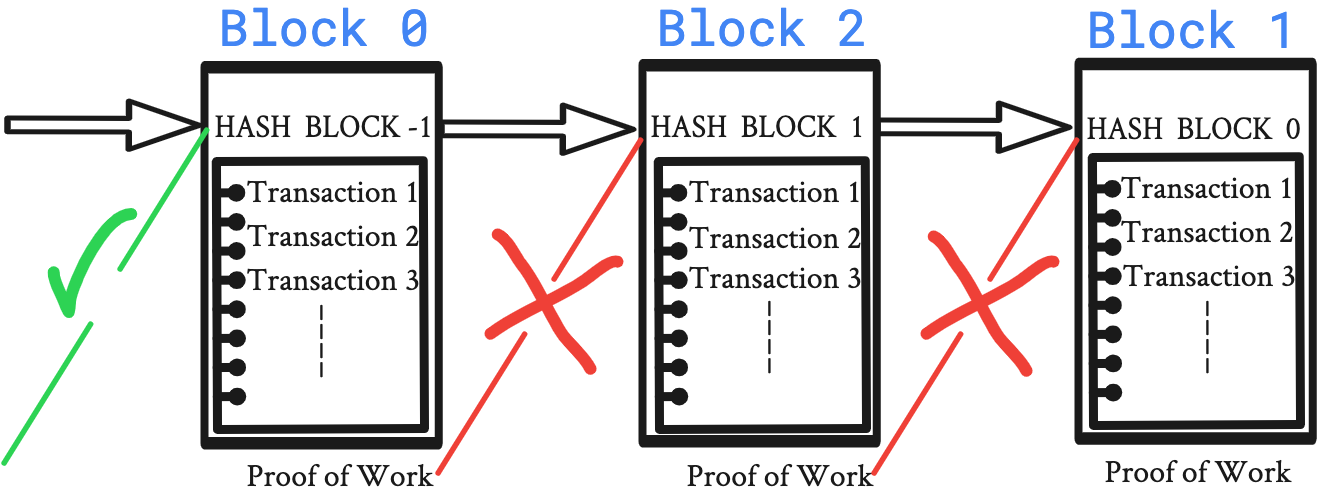 Block 0
HASH BLOCK -1
Transaction 1
Transaction 2
Transaction 3
Proof of Work
Block 2
HASH BLOCK 1
Transaction 1
Transaction 2
Transaction 3
Proof of Work
Block 1
HASH BLOCK 0
Transaction 1
Transaction 2
Transaction 3
Proof of Work